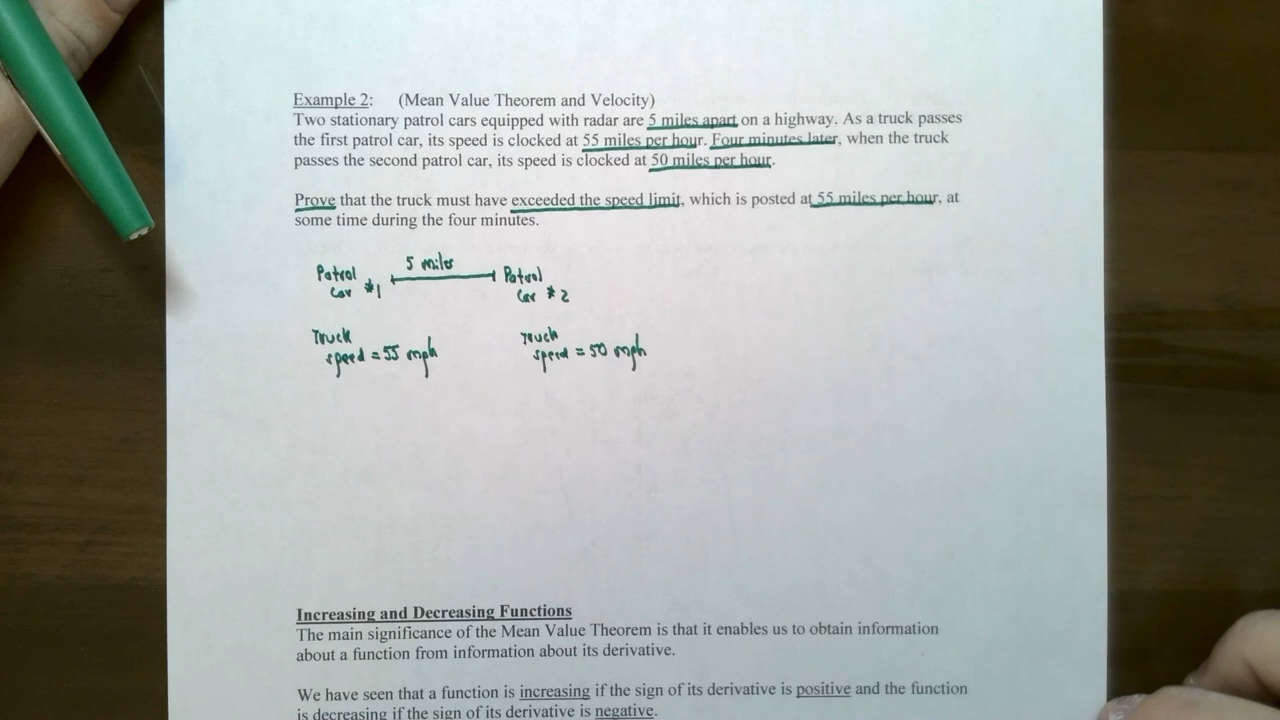 Example 2: (Mean Value Theorem and Velocity)
Two stationary patrol cars equipped with radar are 5 miles apart on a highway. As a truck passes
the first patrol car, its speed is clocked at 55 miles per hour. Four minutes later, when the truck
passes the second patrol car, its speed is clocked at 50 miles per hour.
Prove that the truck must have exceeded the speed limit, which is posted at 55 miles per hour, at
some time during the four minutes.
5 miles
Patrol Patrol
Car #1 Car #2
Truck Truck
speed = 55 mph speed = 50 mph
Increasing and Decreasing Functions
The main significance of the Mean Value Theorem is that it enables us to obtain information
about a function from information about its derivative.
We have seen that a function is increasing if the sign of its derivative is positive and the function
is decreasing if the sign of its derivative is negative.